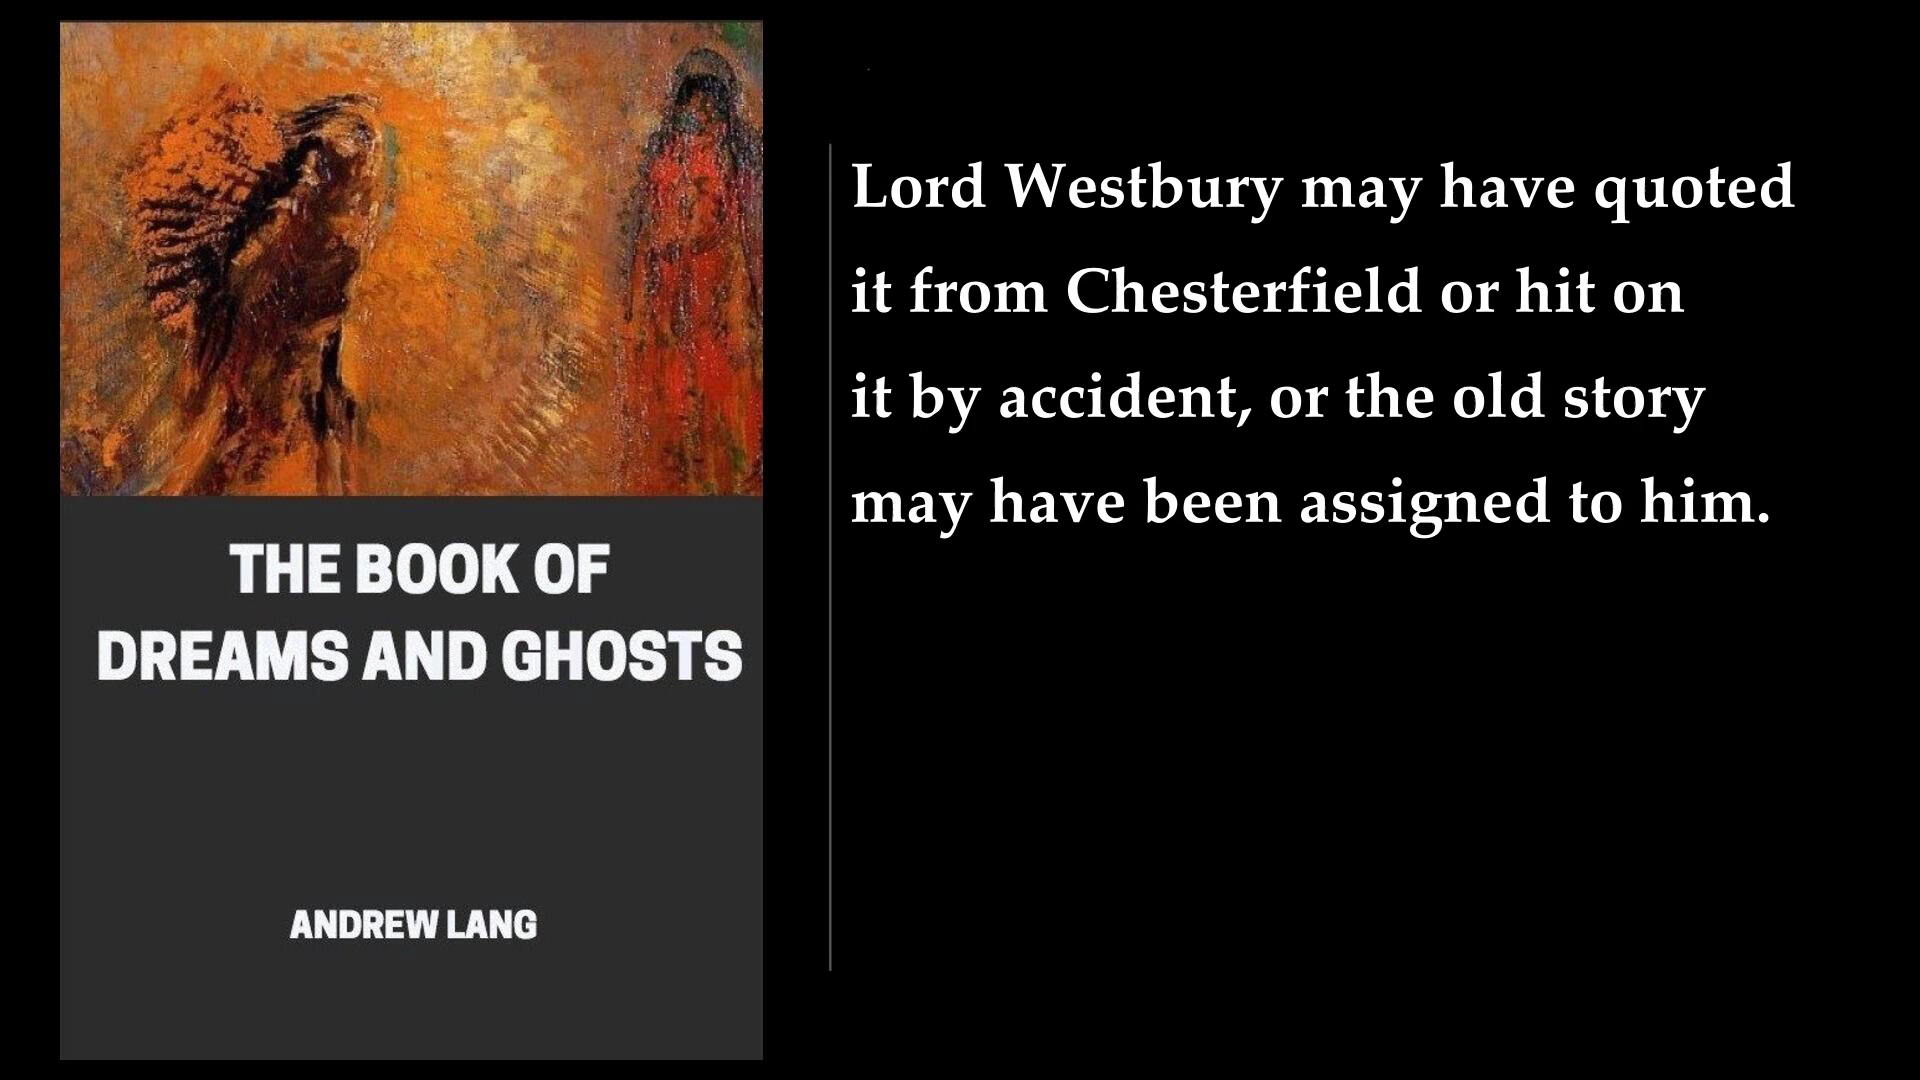 THE BOOK OF
DREAMS AND GHOSTS
ANDREW LANG
Lord Westbury may have quoted
it from Chesterfield or hit on
it by accident, or the old story
may have been assigned to him.